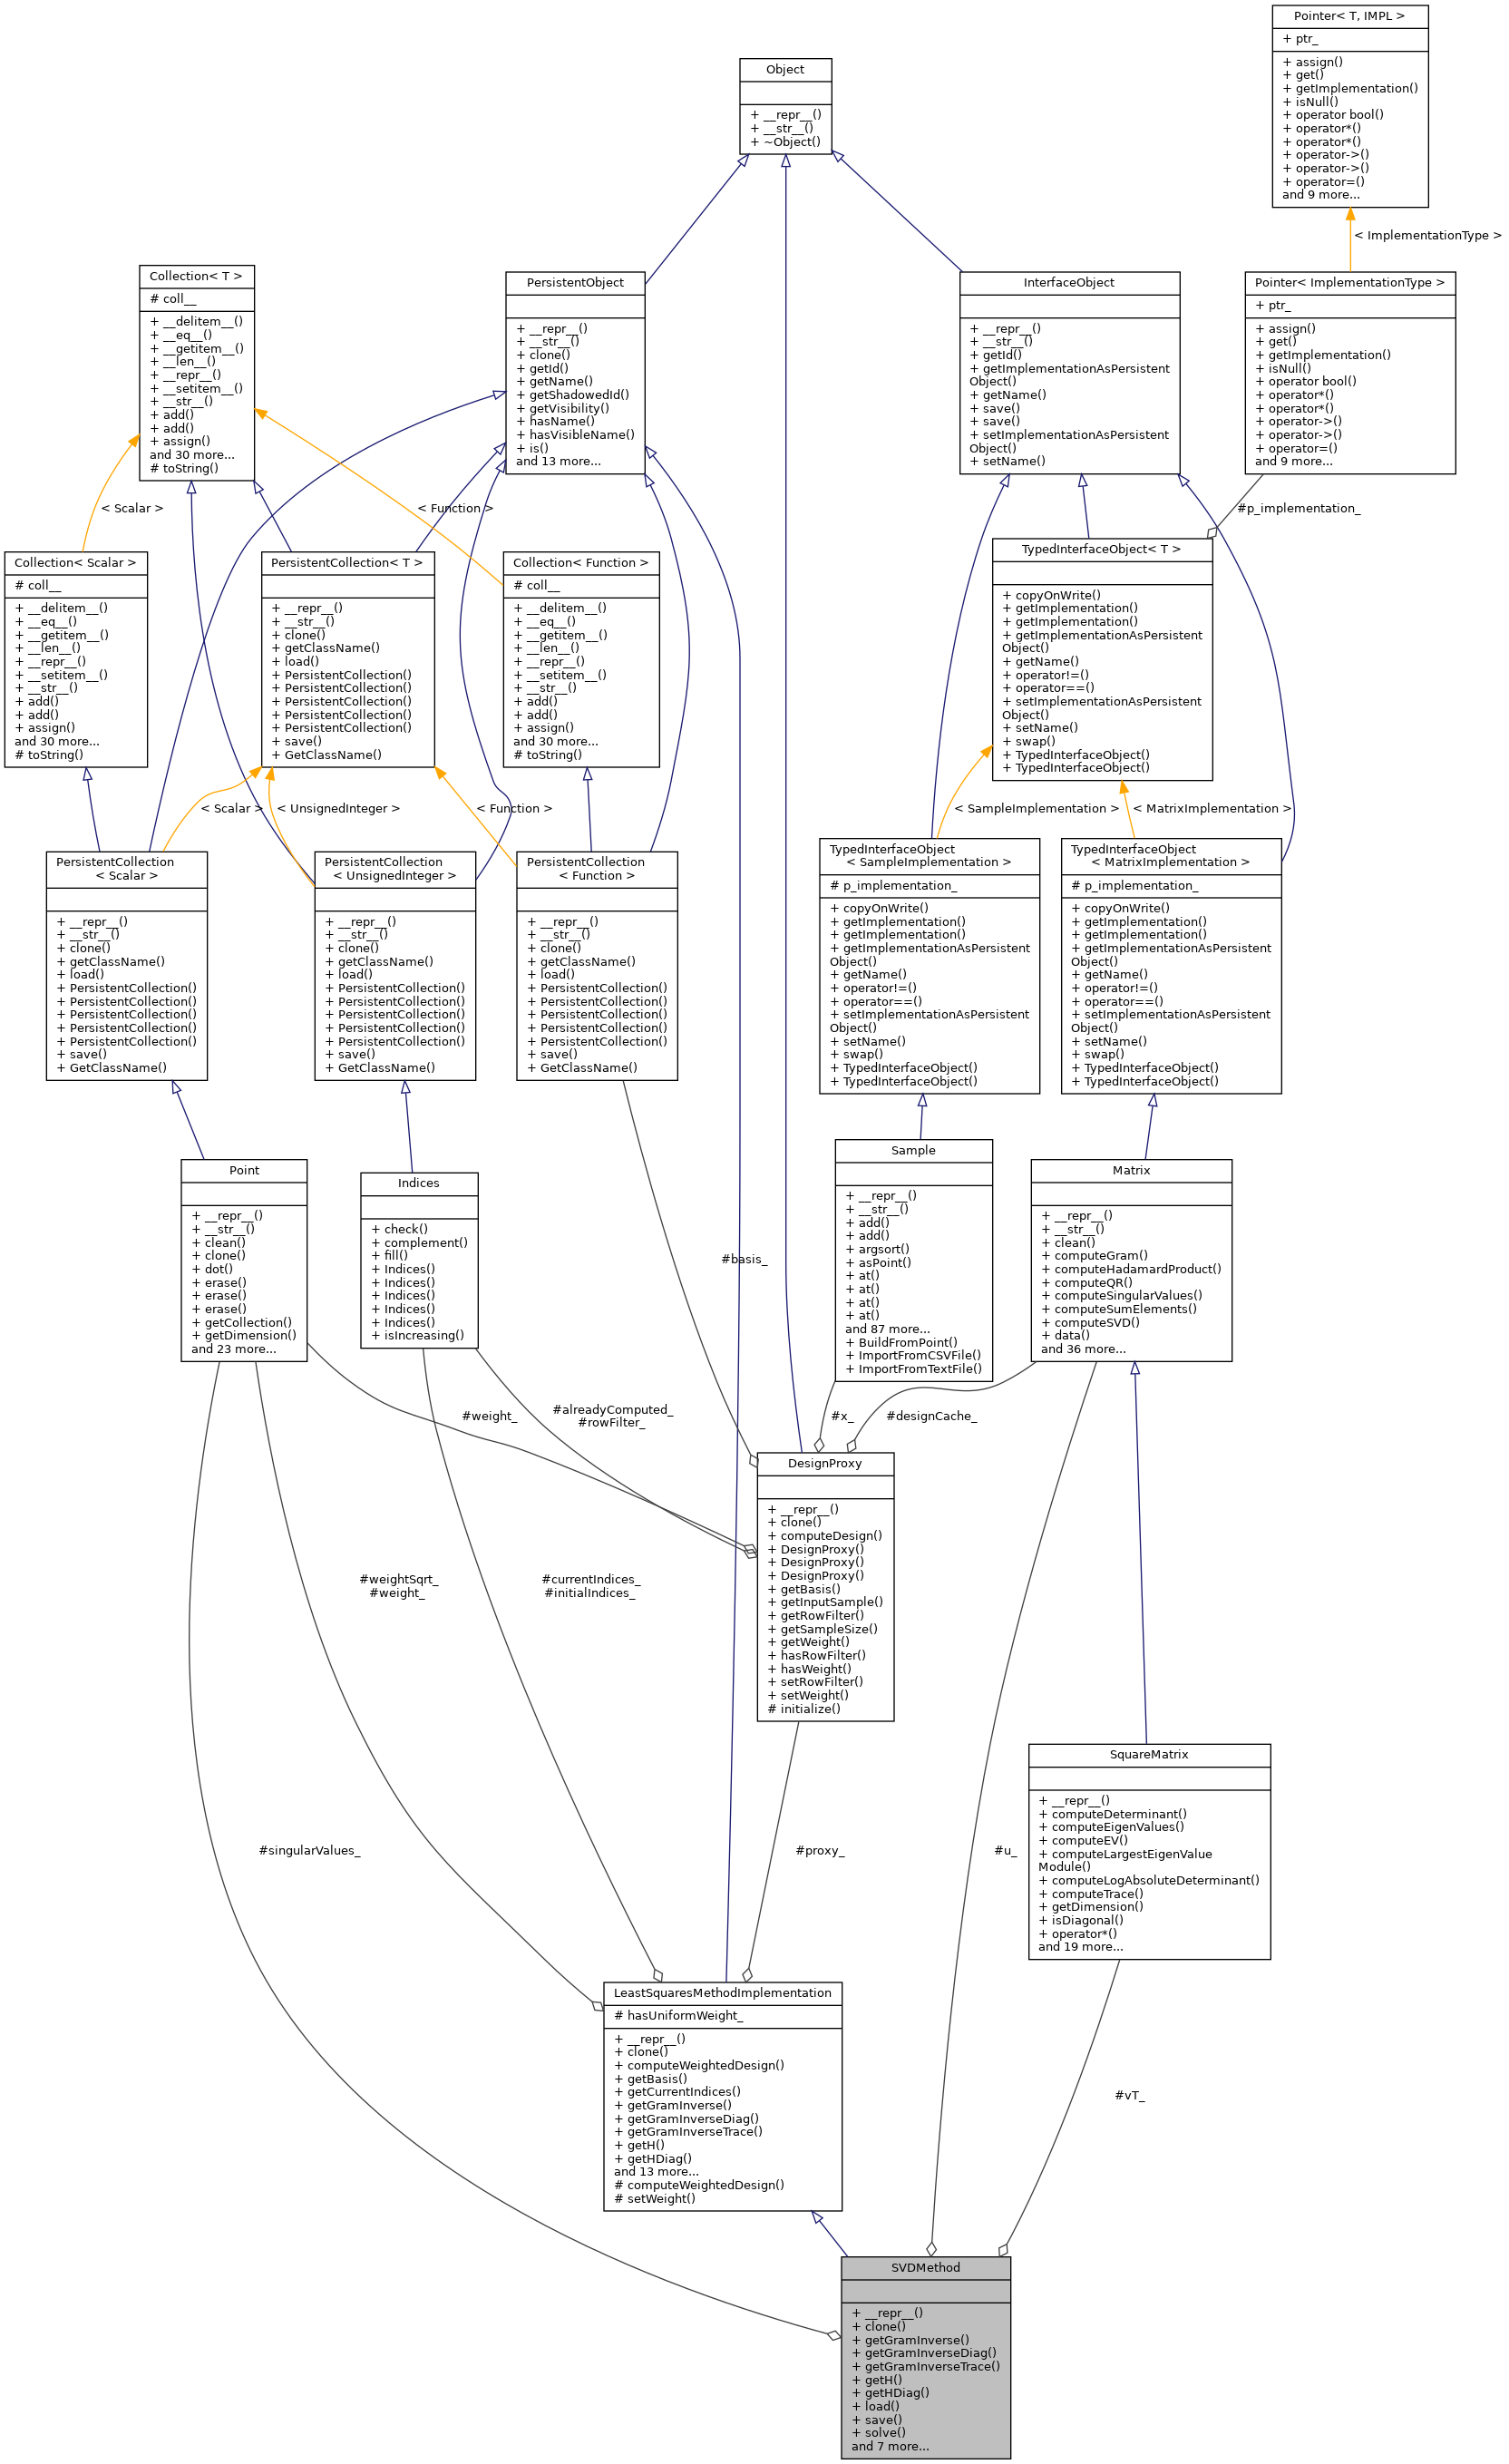 Pointer< T, IMPL >
+ ptr_
+ assign()
+ get()
+ getImplementation()
+ isNull()
+ operator bool()
+ operator*()
+ operator*()
+ operator->()
+ operator->()
+ operator=()
and 9 more...
Object
+ __repr__()
+ __str__()
+ ~Object()
< ImplementationType >
Collection< T >
# coll__
+ __delitem__()
+ __eq__()
+ __getitem__()
+ __len__()
+ __repr__()
+ __setitem__()
+ __str__()
+ add()
+ add()
+ assign()
and 30 more...
# toString()
PersistentObject
+ __repr__()
+ __str__()
+ clone()
+ getId()
+ getName()
+ getShadowedId()
+ getVisibility()
+ hasName()
+ hasVisibleName()
+ is()
and 13 more...
InterfaceObject
+ __repr__()
+ __str__()
+ getId()
+ getImplementationAsPersistent
Object()
+ getName()
+ save()
+ save()
+ setImplementationAsPersistent
Object()
+ setName()
Pointer< ImplementationType >
+ ptr_
+ assign()
+ get()
+ getImplementation()
+ isNull()
+ operator bool()
+ operator*()
+ operator*()
+ operator->()
+ operator->()
+ operator=()
and 9 more...
< Scalar >
< Function >
#p_implementation_
Collection< Scalar >
# coll__
+ __delitem__()
+ __eq__()
+ __getitem__()
+ __len__()
+ __repr__()
+ __setitem__()
+ __str__()
+ add()
+ add()
+ assign()
and 30 more...
# toString()
PersistentCollection< T >
+ __repr__()
+ __str__()
+ clone()
+ getClassName()
+ load()
+ PersistentCollection()
+ PersistentCollection()
+ PersistentCollection()
+ PersistentCollection()
+ PersistentCollection()
+ save()
+ GetClassName()
Collection< Function >
# coll__
+ __delitem__()
+ __eq__()
+ __getitem__()
+ __len__()
+ __repr__()
+ __setitem__()
+ __str__()
+ add()
+ add()
+ assign()
and 30 more...
# toString()
TypedInterfaceObject< T >
+ copyOnWrite()
+ getImplementation()
+ getImplementation()
+ getImplementationAsPersistent
Object()
+ getName()
+ operator!=()
+ operator==()
+ setImplementationAsPersistent
Object()
+ setName()
+ swap()
+ TypedInterfaceObject()
+ TypedInterfaceObject()
< Scalar >
< UnsignedInteger >
< Function >
< SampleImplementation >
< MatrixImplementation >
PersistentCollection
< Scalar >
+ __repr__()
+ __str__()
+ clone()
+ getClassName()
+ load()
+ PersistentCollection()
+ PersistentCollection()
+ PersistentCollection()
+ PersistentCollection()
+ PersistentCollection()
+ save()
+ GetClassName()
PersistentCollection
< UnsignedInteger >
+ __repr__()
+ __str__()
+ clone()
+ getClassName()
+ load()
+ PersistentCollection()
+ PersistentCollection()
+ PersistentCollection()
+ PersistentCollection()
+ PersistentCollection()
+ save()
+ GetClassName()
PersistentCollection
< Function >
+ __repr__()
+ __str__()
+ clone()
+ getClassName()
+ load()
+ PersistentCollection()
+ PersistentCollection()
+ PersistentCollection()
+ PersistentCollection()
+ PersistentCollection()
+ save()
+ GetClassName()
TypedInterfaceObject
< SampleImplementation >
# p_implementation_
+ copyOnWrite()
+ getImplementation()
+ getImplementation()
+ getImplementationAsPersistent
Object()
+ getName()
+ operator!=()
+ operator==()
+ setImplementationAsPersistent
Object()
+ setName()
+ swap()
+ TypedInterfaceObject()
+ TypedInterfaceObject()
TypedInterfaceObject
< MatrixImplementation >
# p_implementation_
+ copyOnWrite()
+ getImplementation()
+ getImplementation()
+ getImplementationAsPersistent
Object()
+ getName()
+ operator!=()
+ operator==()
+ setImplementationAsPersistent
Object()
+ setName()
+ swap()
+ TypedInterfaceObject()
+ TypedInterfaceObject()
Point
+ __repr__()
+ __str__()
+ clean()
+ clone()
+ dot()
+ erase()
+ erase()
+ erase()
+ getCollection()
+ getDimension()
and 23 more...
Indices
+ check()
+ complement()
+ fill()
+ Indices()
+ Indices()
+ Indices()
+ Indices()
+ Indices()
+ isIncreasing()
#basis_
Sample
+ __repr__()
+ __str__()
+ add()
+ add()
+ argsort()
+ asPoint()
+ at()
+ at()
+ at()
+ at()
and 87 more...
+ BuildFromPoint()
+ ImportFromCSVFile()
+ ImportFromTextFile()
Matrix
+ __repr__()
+ __str__()
+ clean()
+ computeGram()
+ computeHadamardProduct()
+ computeQR()
+ computeSingularValues()
+ computeSumElements()
+ computeSVD()
+ data()
and 36 more...
#weight_
#alreadyComputed_
#rowFilter_
#x_
#designCache_
DesignProxy
+ __repr__()
+ clone()
+ computeDesign()
+ DesignProxy()
+ DesignProxy()
+ DesignProxy()
+ getBasis()
+ getInputSample()
+ getRowFilter()
+ getSampleSize()
+ getWeight()
+ hasRowFilter()
+ hasWeight()
+ setRowFilter()
+ setWeight()
# initialize()
#weightSqrt_
#weight_
#currentIndices_
#initialIndices_
SquareMatrix
+ __repr__()
+ computeDeterminant()
+ computeEigenValues()
+ computeEV()
+ computeLargestEigenValue
Module()
+ computeLogAbsoluteDeterminant()
+ computeTrace()
+ getDimension()
+ isDiagonal()
+ operator*()
and 19 more...
#singularValues_
#proxy_
#u_
LeastSquaresMethodImplementation
# hasUniformWeight_
+ __repr__()
+ clone()
+ computeWeightedDesign()
+ getBasis()
+ getCurrentIndices()
+ getGramInverse()
+ getGramInverseDiag()
+ getGramInverseTrace()
+ getH()
+ getHDiag()
and 13 more...
# computeWeightedDesign()
# setWeight()
#vT_
SVDMethod
+ __repr__()
+ clone()
+ getGramInverse()
+ getGramInverseDiag()
+ getGramInverseTrace()
+ getH()
+ getHDiag()
+ load()
+ save()
+ solve()
and 7 more...